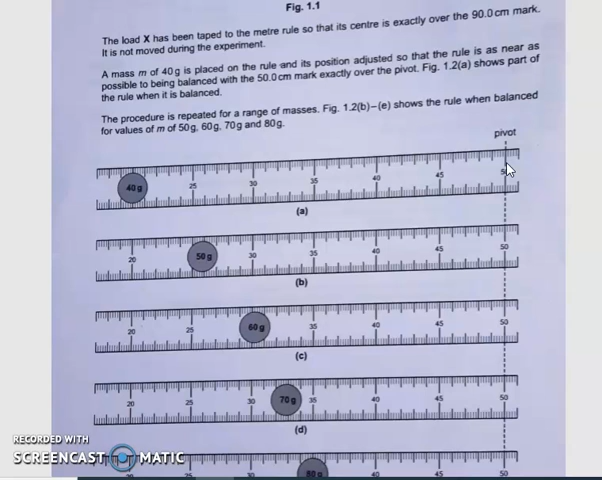 Fig. 1.1
The load X has been taped to the metre rule so that its centre is exactly over the 90.0 cm mark.
It is not moved during the experiment.
A mass m of 40 g is placed on the rule and its position adjusted so that the rule is as near as
possible to being balanced with the 50.0 cm mark exactly over the pivot. Fig. 1.2(a) shows part of
the rule when it is balanced.
The procedure is repeated for a range of masses. Fig. 1.2(b)–(e) shows the rule when balanced
for values of m of 50g, 60g, 70g and 80g.
pivot
40 g 25 30 35 40 45
(a)
20 50 g 30 35 40 45 50
(b)
20 25 60 g 35 40 45 50
(c)
20 25 30 70 g 35 40 45 50
(d)
RECORDED WITH
SCREENCAST MATIC
25 30 80 g 40 45 50